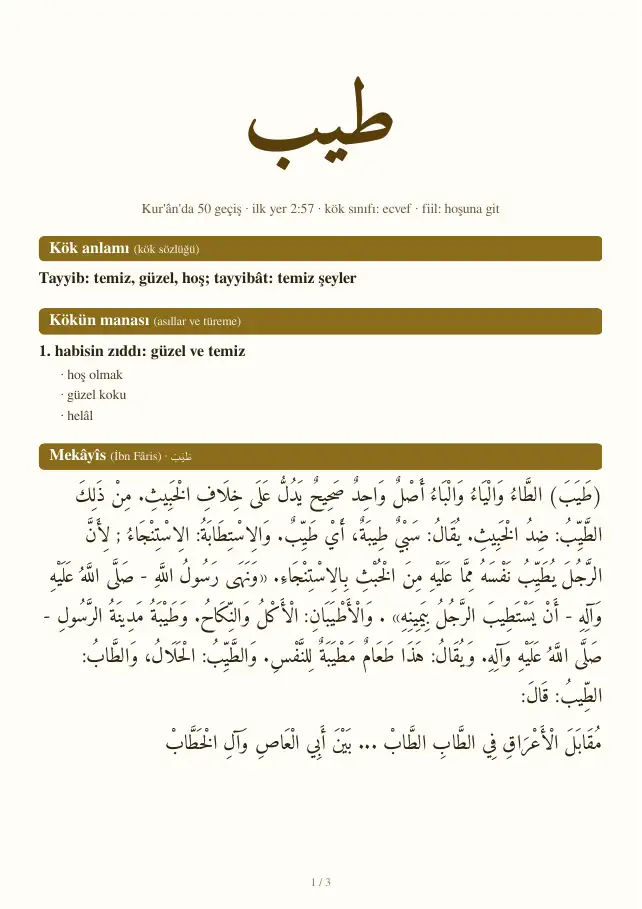 طيب
Kur'ân'da 50 geçiş · ilk yer 2:57 · kök sınıfı: ecvef · fiil: hoşuna git
Kök anlamı (kök sözlüğü)
Tayyib: temiz, güzel, hoş; tayyibât: temiz şeyler
Kökün manası (asıllar ve türeme)
1. habisin zıddı: güzel ve temiz
· hoş olmak
· güzel koku
· helâl
Mekâyîs (İbn Fâris) · طَيَبَ
(طَيَبَ) الطَّاءُ وَالْيَاءُ وَالْبَاءُ أَصْلٌ وَاحِدٌ صَحِيحٌ يَدُلُّ عَلَى خِلَافِ الْخَبِيثِ. مِنْ ذَلِكَ
الطَّيِّبُ: ضِدُّ الْخَبِيثِ. يُقَالُ: سَبْيٌ طِيبَةٌ، أَيْ طَيِّبٌ. وَالِاسْتِطَابَةُ: الِاسْتِنْجَاءُ ; لِأَنَّ
الرَّجُلَ يُطَيِّبُ نَفْسَهُ مِمَّا عَلَيْهِ مِنَ الْخُبْثِ بِالِاسْتِنْجَاءِ. «وَنَهَى رَسُولُ اللَّهِ - صَلَّى اللَّهُ عَلَيْهِ
وَآلِهِ - أَنْ يَسْتَطِيبَ الرَّجُلُ بِيَمِينِهِ» . وَالْأَطْيَبَانِ: الْأَكْلُ وَالنِّكَاحُ. وَطَيْبَةُ مَدِينَةُ الرَّسُولِ -
صَلَّى اللَّهُ عَلَيْهِ وَآلِهِ. وَيُقَالُ: هَذَا طَعَامٌ مَطْيَبَةٌ لِلنَّفْسِ. وَالطَّيِّبُ: الْحَلَالُ، وَالطَّابُ:
الطِّيبُ: قَالَ:
مُقَابَلَ الْأَعْرَاقِ فِي الطَّابِ الطَّابْ ... بَيْنَ أَبِي الْعَاصِ وَآلِ الْخَطَّابْ
1 / 3